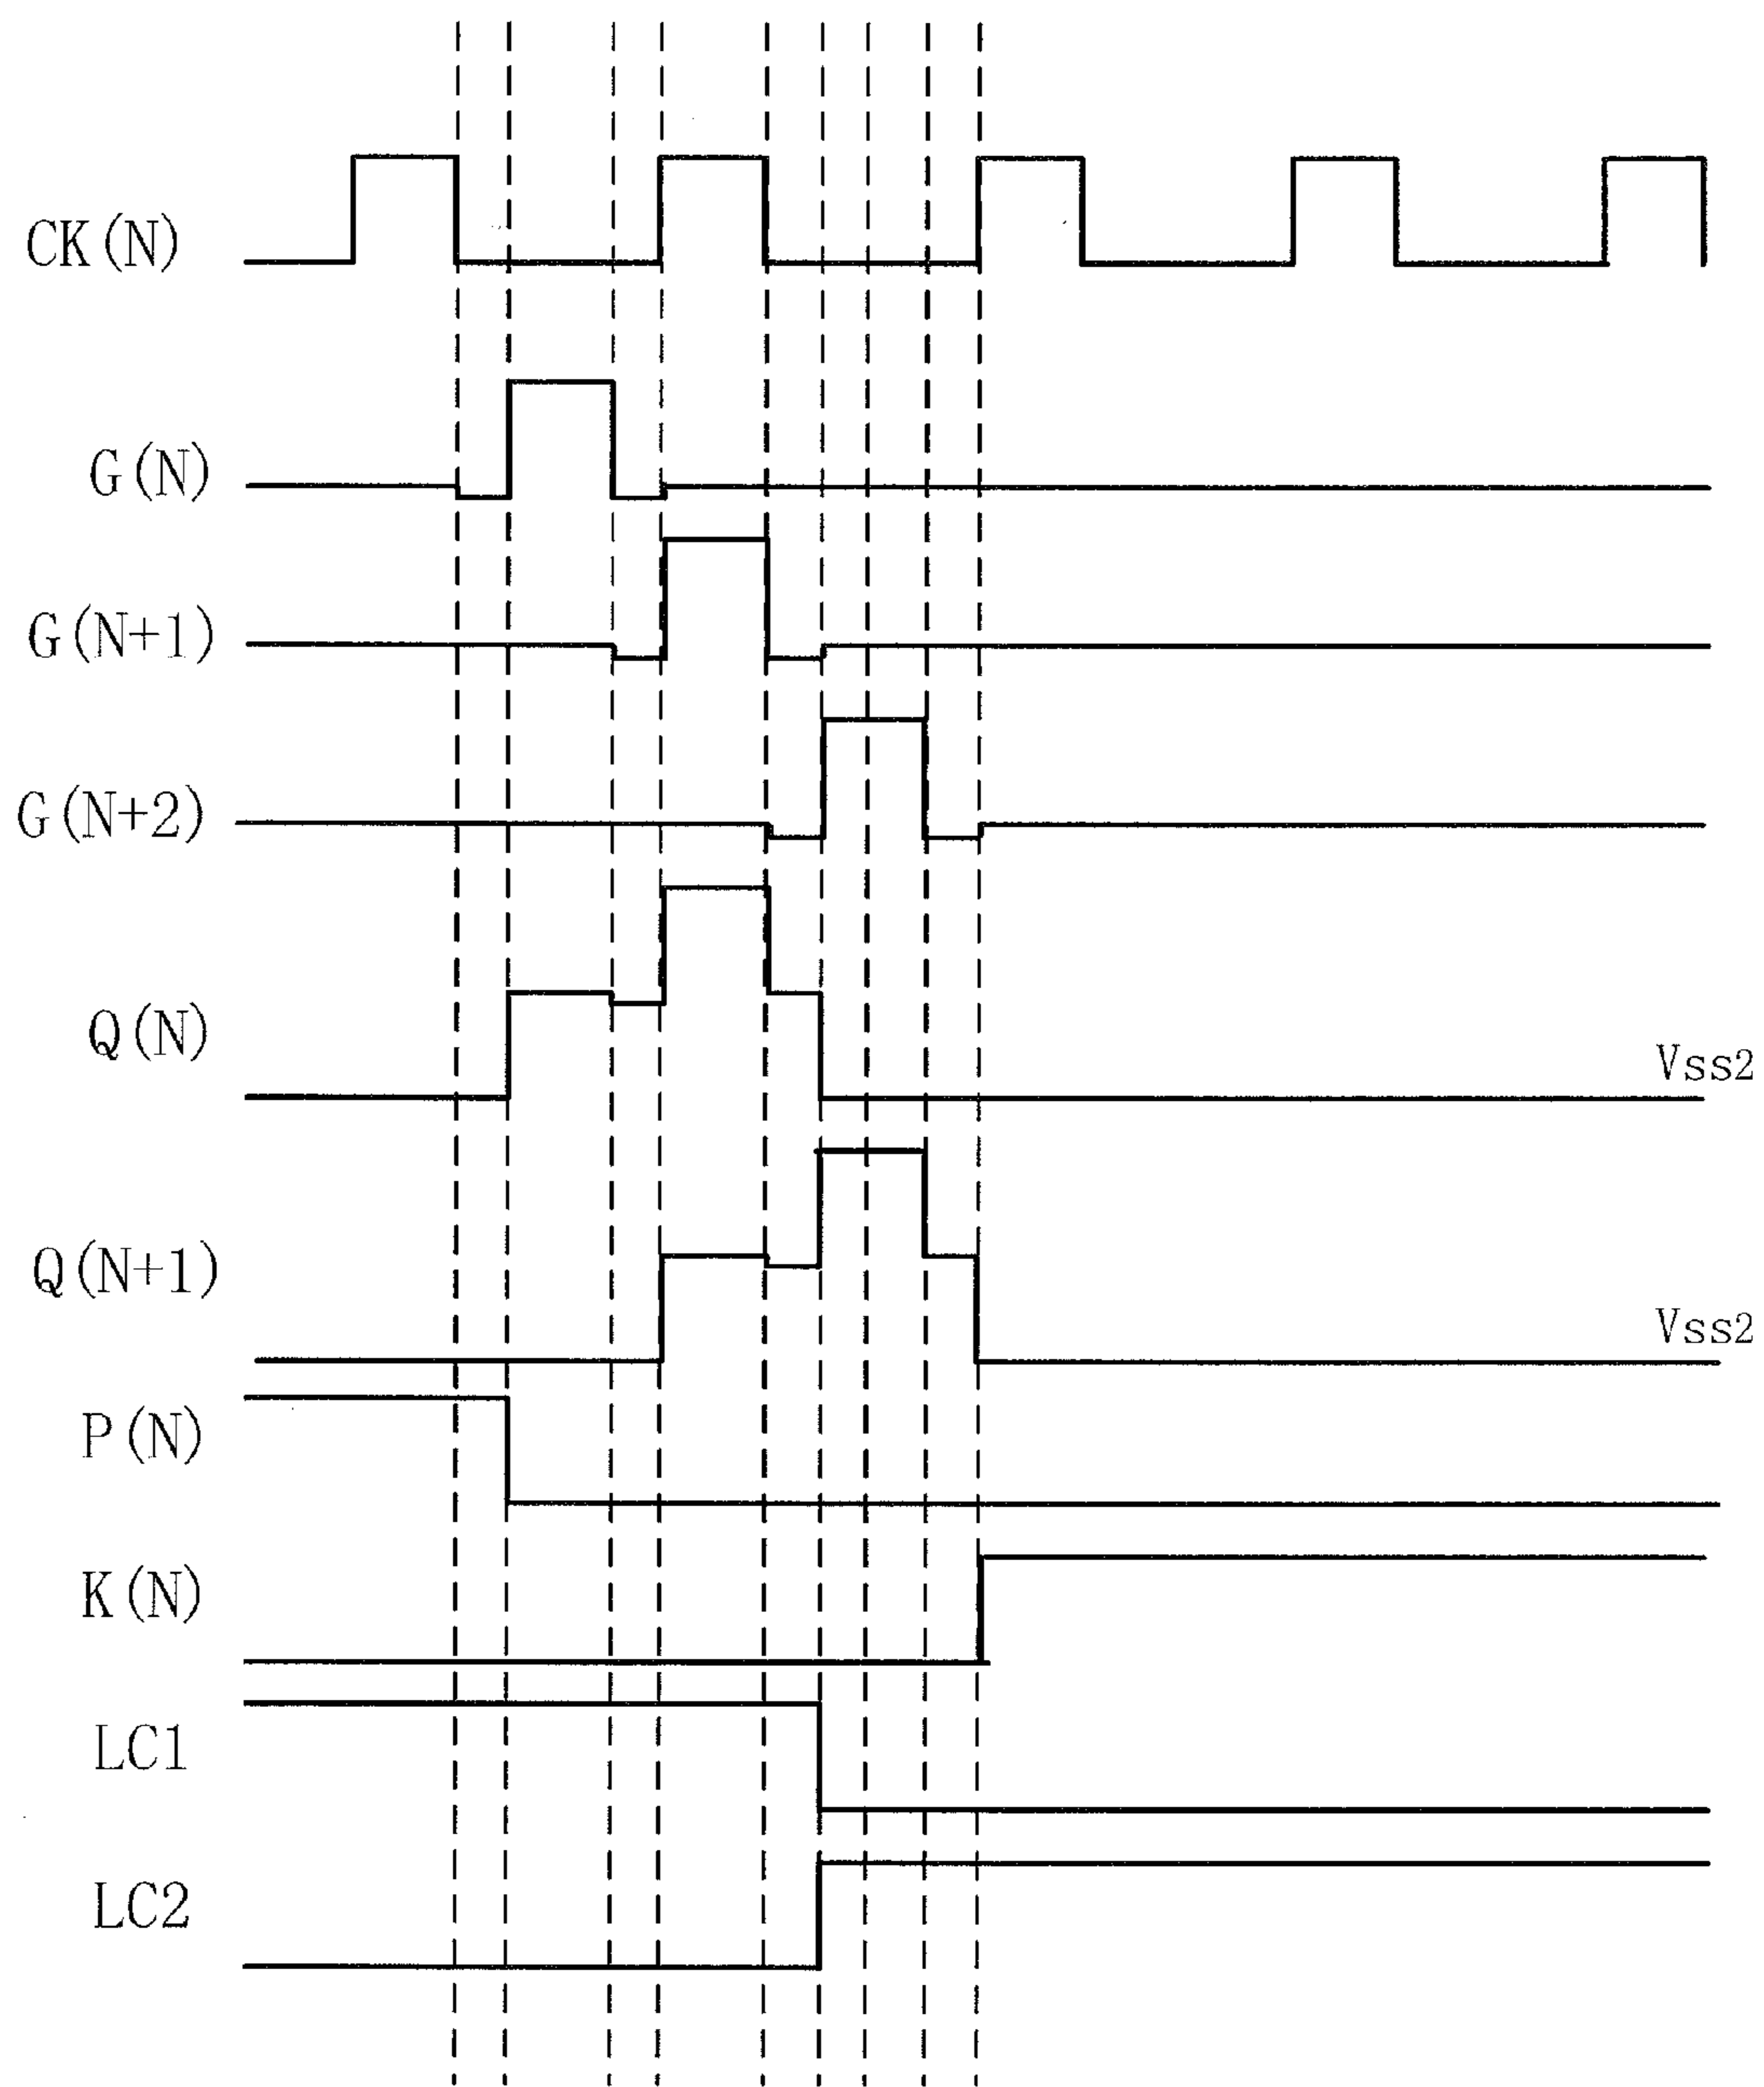 CK(N)
G(N)
G(N+1)
G(N+2)
Q(N)
Vss2
Q(N+1)
Vss2
P(N)
K(N)
LC1
LC2